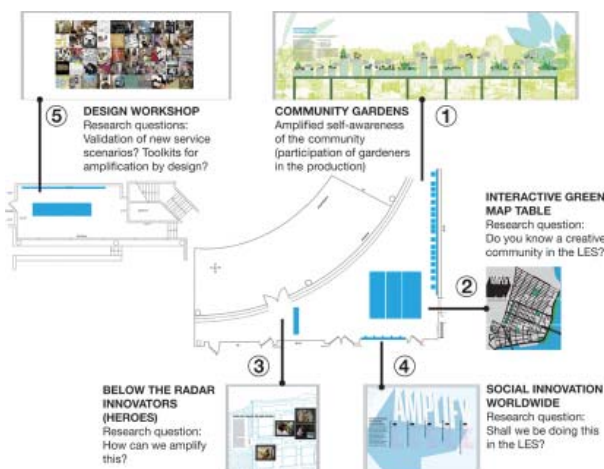 ⑤
DESIGN WORKSHOP
Research questions:
Validation of new service
scenarios? Toolkits for
amplification by design?
COMMUNITY GARDENS
Amplified self-awareness
of the community
(participation of gardeners
in the production)
①
INTERACTIVE GREEN
MAP TABLE
Research question:
Do you know a creative
community in the LES?
②
③
BELOW THE RADAR
INNOVATORS
(HEROES)
Research question:
How can we amplify
this?
④
AMPLIFY
SOCIAL INNOVATION
WORLDWIDE
Research question:
Shall we be doing this
in the LES?